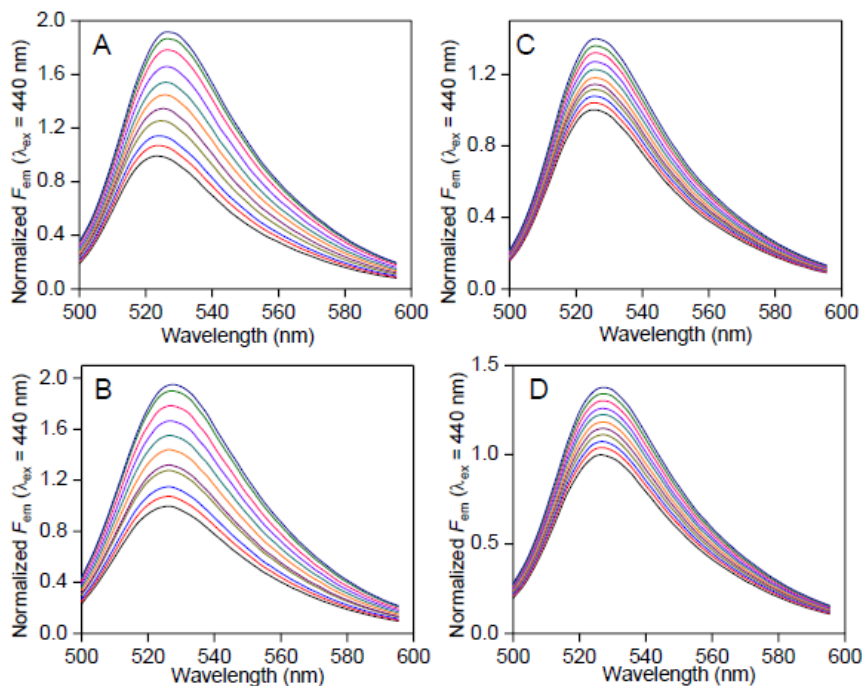 A
Normalized Fem (λex = 440 nm)
2.0
1.6
1.2
0.8
0.4
0.0
500 520 540 560 580 600
Wavelength (nm)
C
Normalized Fem (λex = 440 nm)
1.2
0.8
0.4
0.0
500 520 540 560 580 600
Wavelength (nm)
B
Normalized Fem (λex = 440 nm)
2.0
1.6
1.2
0.8
0.4
0.0
500 520 540 560 580 600
Wavelength (nm)
D
Normalized Fem (λex = 440 nm)
1.5
1.0
0.5
0.0
500 520 540 560 580 600
Wavelength (nm)